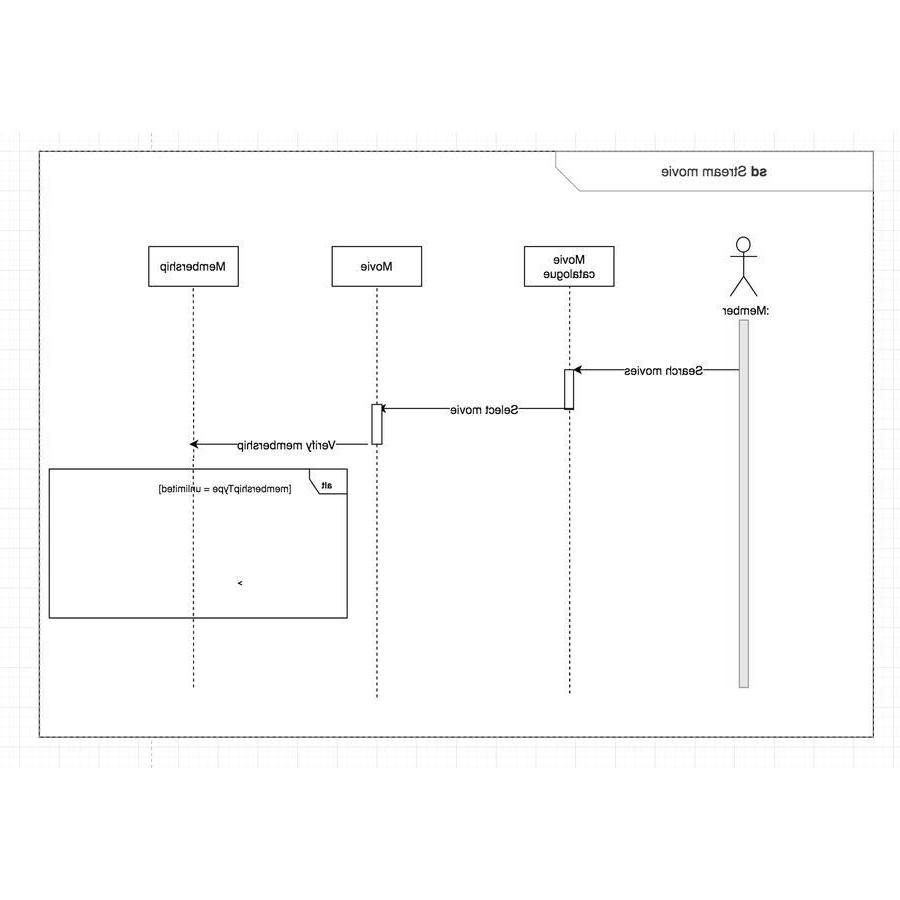 sd Stream movie
:Member
Movie
catalogue
Movie
Membership
Search movies
Select movie
Verify membership
alt
[membershipType = unlimited]
>